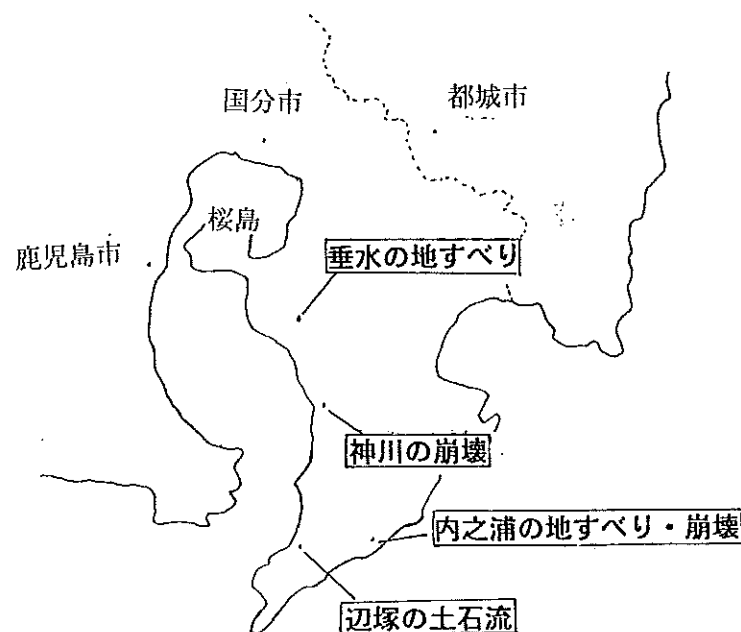 国分市
都城市
桜島
鹿児島市
垂水の地すべり
神川の崩壊
内之浦の地すべり・崩壊
辺塚の土石流